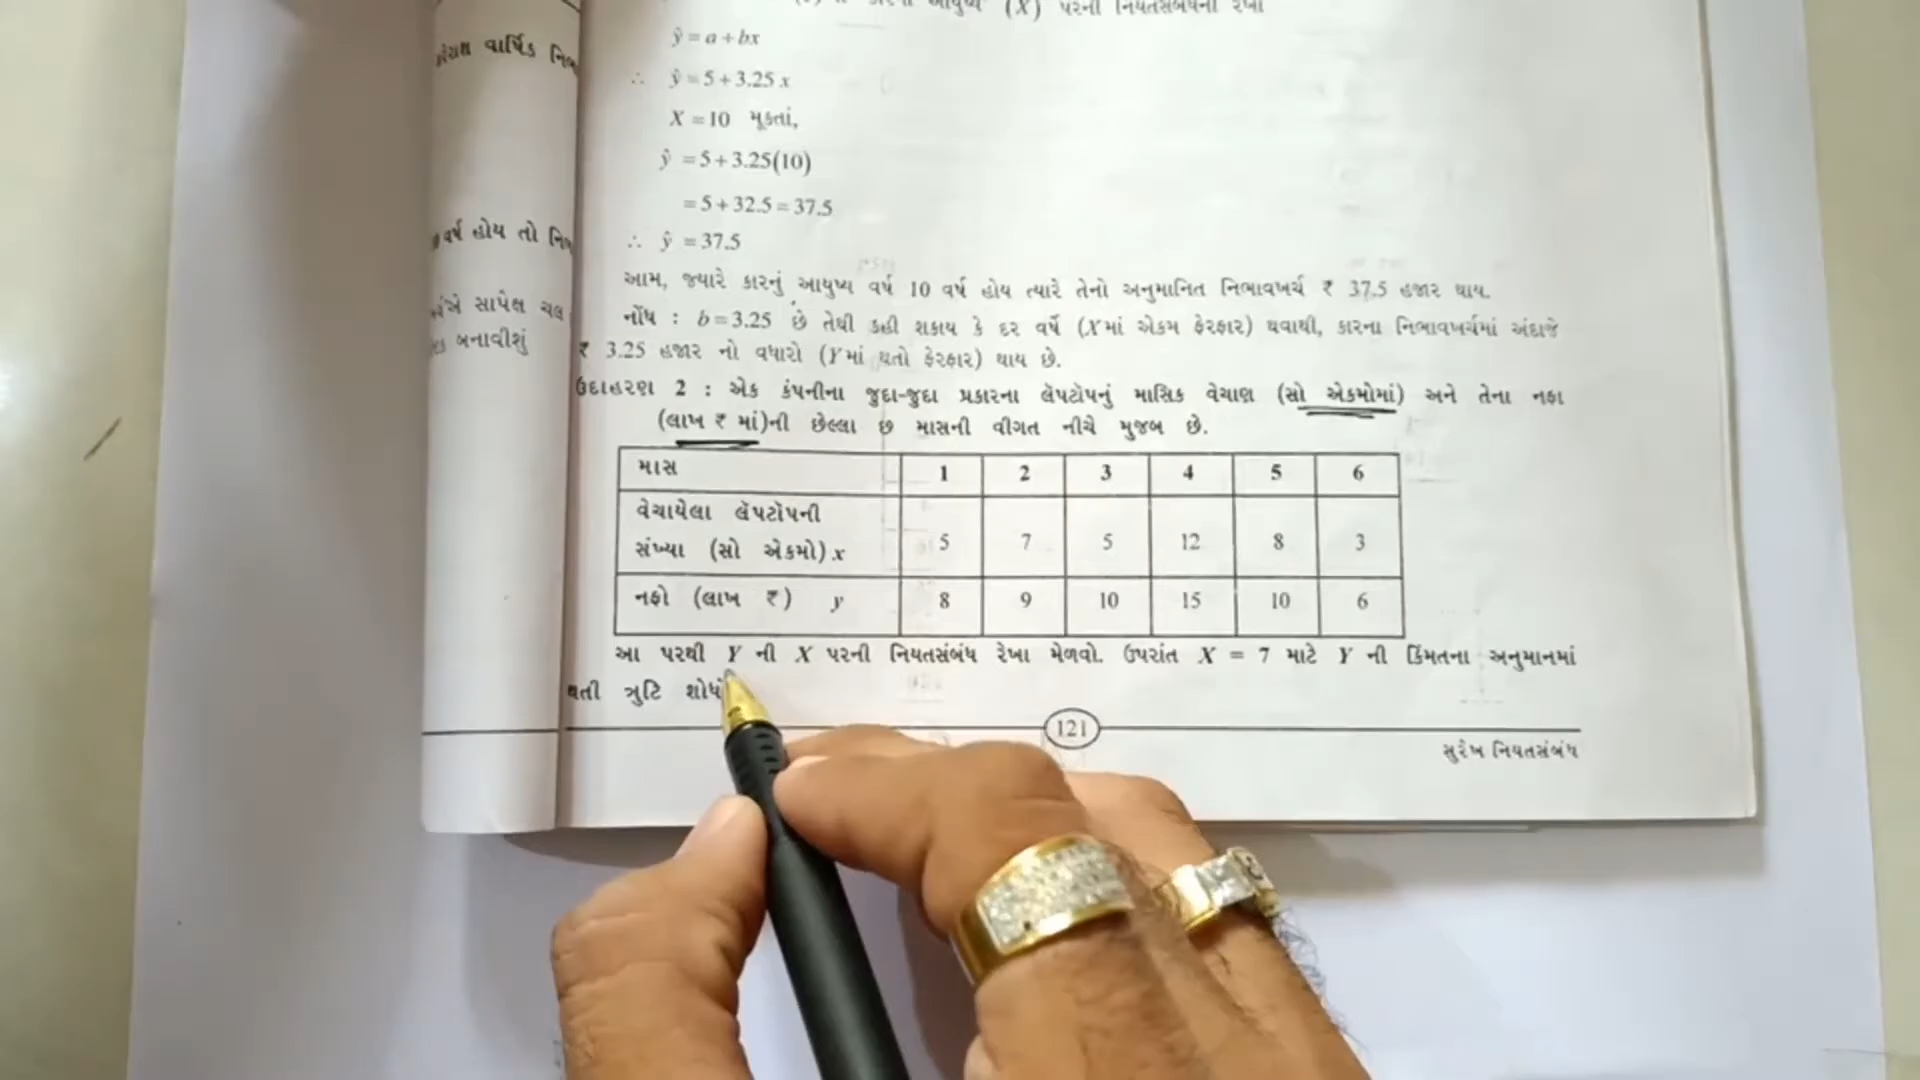 (X) પરની નિયતસંબંધની રેખા
વાર્ષિક
ŷ = a + bx
∴ ŷ = 5 + 3.25 x
X = 10 મૂકતાં,
ŷ = 5 + 3.25(10)
= 5 + 32.5 = 37.5
વર્ષ હોય તો
∴ ŷ = 37.5
આમ, જ્યારે કારનું આયુષ્ય વર્ષ 10 વર્ષ હોય ત્યારે તેનો અનુમાનિત નિભાવખર્ચ ₹ 37.5 હજાર થાય.
સાપેક્ષ ચલ
નોંધ : b = 3.25 છે તેથી કહી શકાય કે દર વર્ષે (Xમાં એકમ ફેરફાર) થવાથી, કારના નિભાવખર્ચમાં અંદાજે
બનાવીશું
₹ 3.25 હજાર નો વધારો (Yમાં થતો ફેરફાર) થાય છે.
ઉદાહરણ 2 : એક કંપનીના જુદા-જુદા પ્રકારના લૅપટૉપનું માસિક વેચાણ (સો એકમોમાં) અને તેના નફા
(લાખ ₹ માં)ની છેલ્લા છ માસની વીગત નીચે મુજબ છે.
માસ 1 2 3 4 5 6
વેચાયેલા લૅપટૉપની
સંખ્યા (સો એકમો) x 5 7 5 12 8 3
નફો (લાખ ₹) y 8 9 10 15 10 6
આ પરથી Y ની X પરની નિયતસંબંધ રેખા મેળવો. ઉપરાંત X = 7 માટે Y ની કિંમતના અનુમાનમાં
થતી ત્રુટિ શોધો
121
સુરેખ નિયતસંબંધ